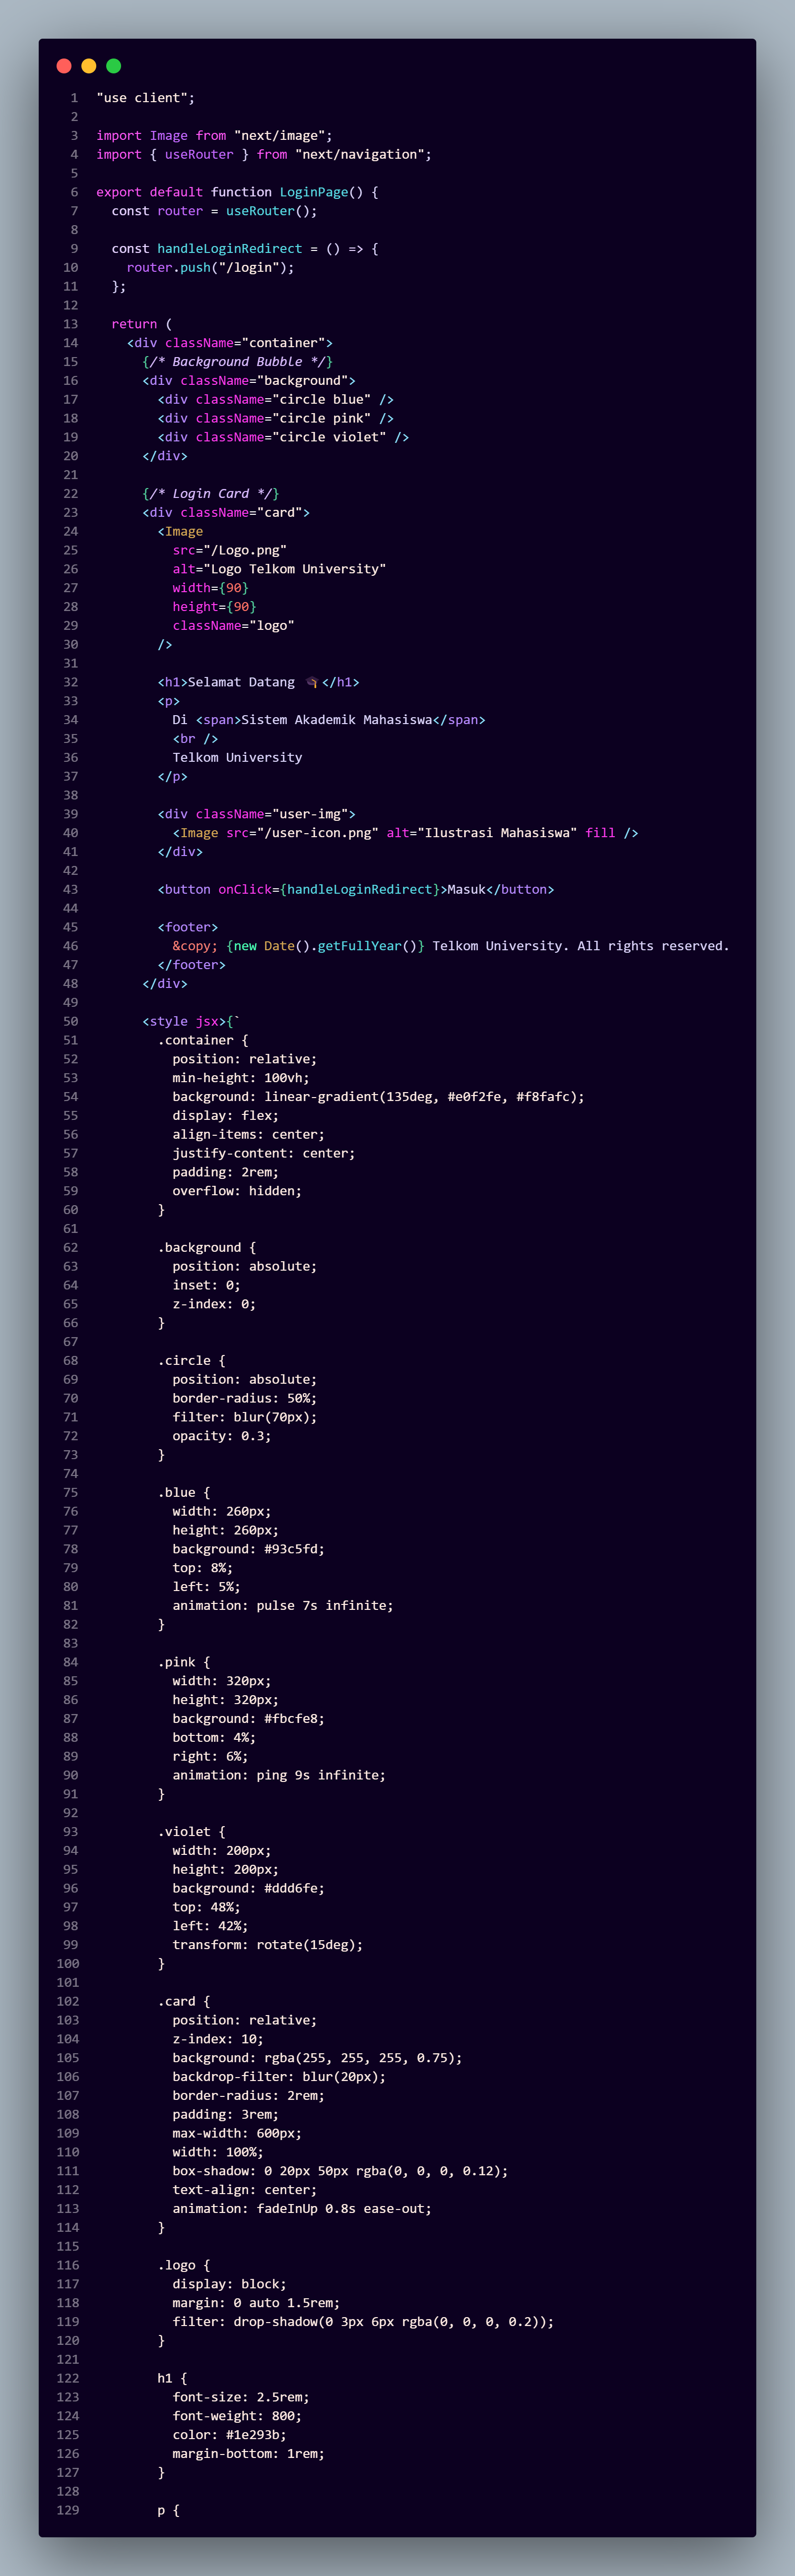 1 "use client";
2
3 import Image from "next/image";
4 import { useRouter } from "next/navigation";
5
6 export default function LoginPage() {
7   const router = useRouter();
8
9   const handleLoginRedirect = () => {
10     router.push("/login");
11   };
12
13   return (
14     <div className="container">
15       {/* Background Bubble */}
16       <div className="background">
17         <div className="circle blue" />
18         <div className="circle pink" />
19         <div className="circle violet" />
20       </div>
21
22       {/* Login Card */}
23       <div className="card">
24         <Image
25           src="/Logo.png"
26           alt="Logo Telkom University"
27           width={90}
28           height={90}
29           className="logo"
30         />
31
32         <h1>Selamat Datang 🎓</h1>
33         <p>
34           Di <span>Sistem Akademik Mahasiswa</span>
35           <br />
36           Telkom University
37         </p>
38
39         <div className="user-img">
40           <Image src="/user-icon.png" alt="Ilustrasi Mahasiswa" fill />
41         </div>
42
43         <button onClick={handleLoginRedirect}>Masuk</button>
44
45         <footer>
46           &copy; {new Date().getFullYear()} Telkom University. All rights reserved.
47         </footer>
48       </div>
49
50       <style jsx>{`
51         .container {
52           position: relative;
53           min-height: 100vh;
54           background: linear-gradient(135deg, #e0f2fe, #f8fafc);
55           display: flex;
56           align-items: center;
57           justify-content: center;
58           padding: 2rem;
59           overflow: hidden;
60         }
61
62         .background {
63           position: absolute;
64           inset: 0;
65           z-index: 0;
66         }
67
68         .circle {
69           position: absolute;
70           border-radius: 50%;
71           filter: blur(70px);
72           opacity: 0.3;
73         }
74
75         .blue {
76           width: 260px;
77           height: 260px;
78           background: #93c5fd;
79           top: 8%;
80           left: 5%;
81           animation: pulse 7s infinite;
82         }
83
84         .pink {
85           width: 320px;
86           height: 320px;
87           background: #fbcfe8;
88           bottom: 4%;
89           right: 6%;
90           animation: ping 9s infinite;
91         }
92
93         .violet {
94           width: 200px;
95           height: 200px;
96           background: #ddd6fe;
97           top: 48%;
98           left: 42%;
99           transform: rotate(15deg);
100         }
101
102         .card {
103           position: relative;
104           z-index: 10;
105           background: rgba(255, 255, 255, 0.75);
106           backdrop-filter: blur(20px);
107           border-radius: 2rem;
108           padding: 3rem;
109           max-width: 600px;
110           width: 100%;
111           box-shadow: 0 20px 50px rgba(0, 0, 0, 0.12);
112           text-align: center;
113           animation: fadeInUp 0.8s ease-out;
114         }
115
116         .logo {
117           display: block;
118           margin: 0 auto 1.5rem;
119           filter: drop-shadow(0 3px 6px rgba(0, 0, 0, 0.2));
120         }
121
122         h1 {
123           font-size: 2.5rem;
124           font-weight: 800;
125           color: #1e293b;
126           margin-bottom: 1rem;
127         }
128
129         p {